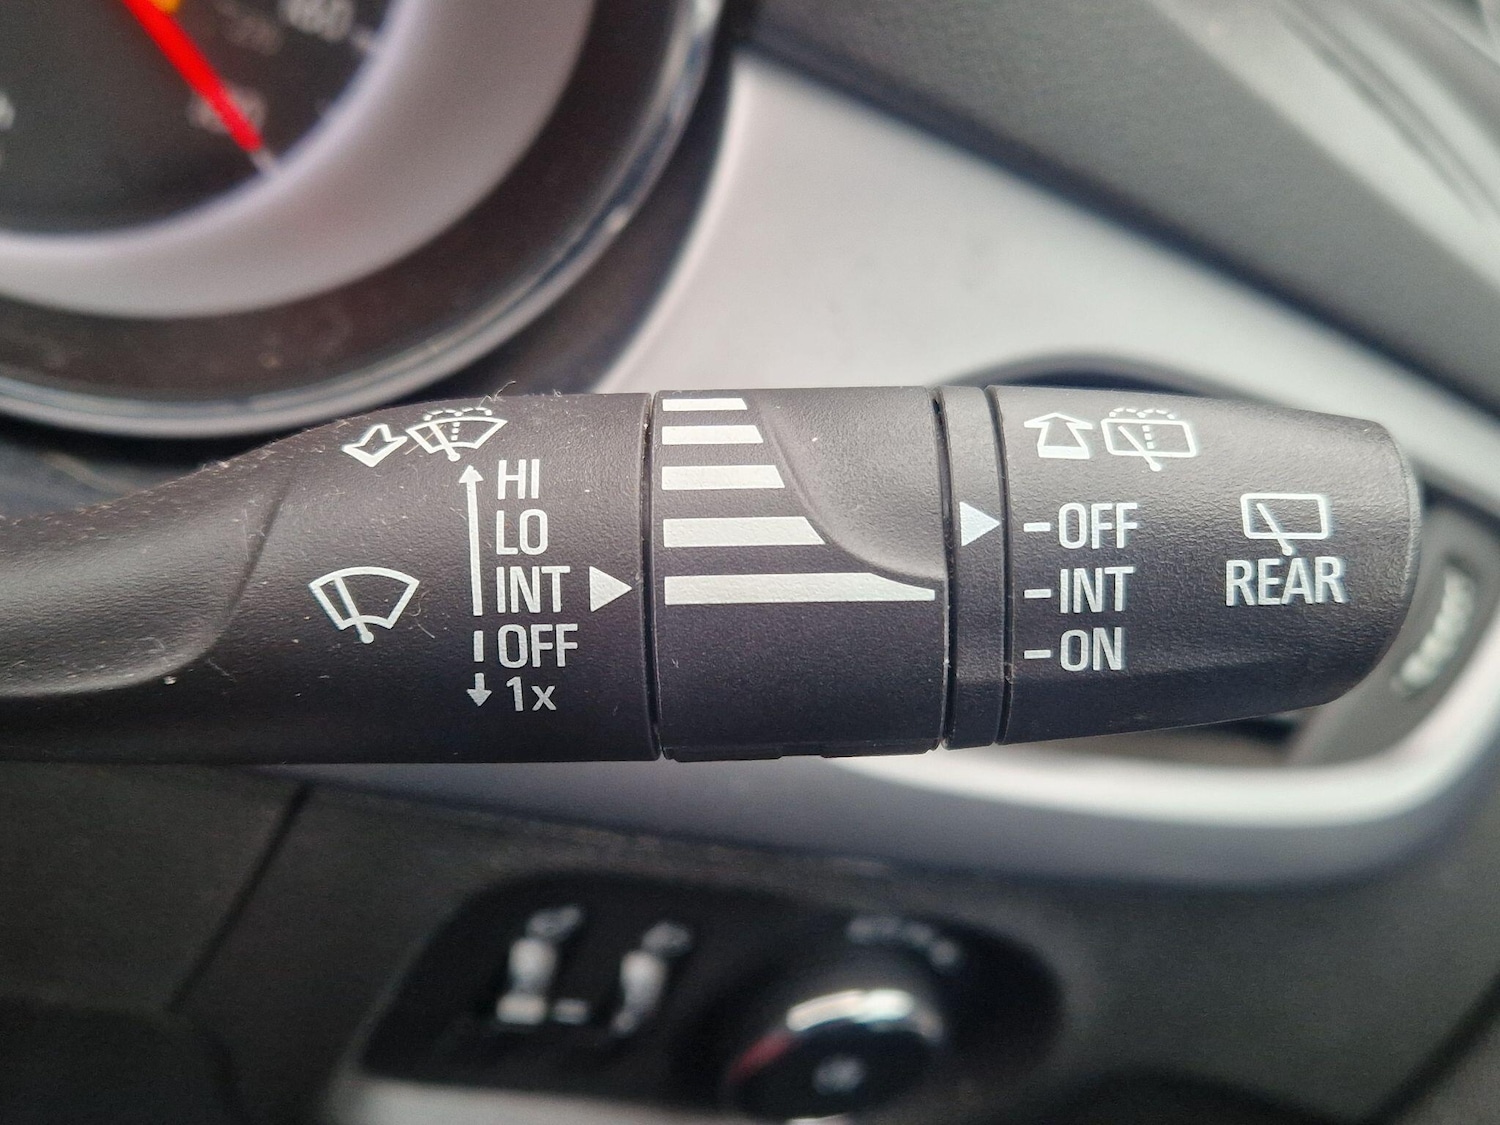 HI
LO
INT
OFF
1x
-OFF
-INT
-ON
REAR